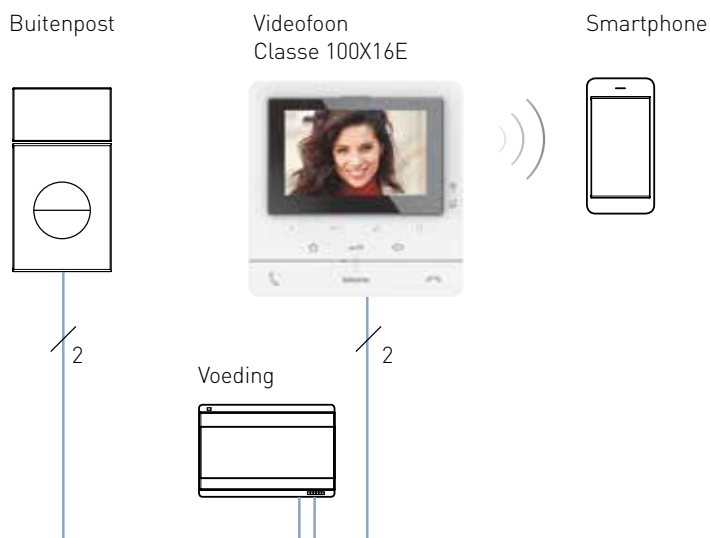 Buitenpost
Videofoon
Classe 100X16E
Smartphone
2
2
Voeding